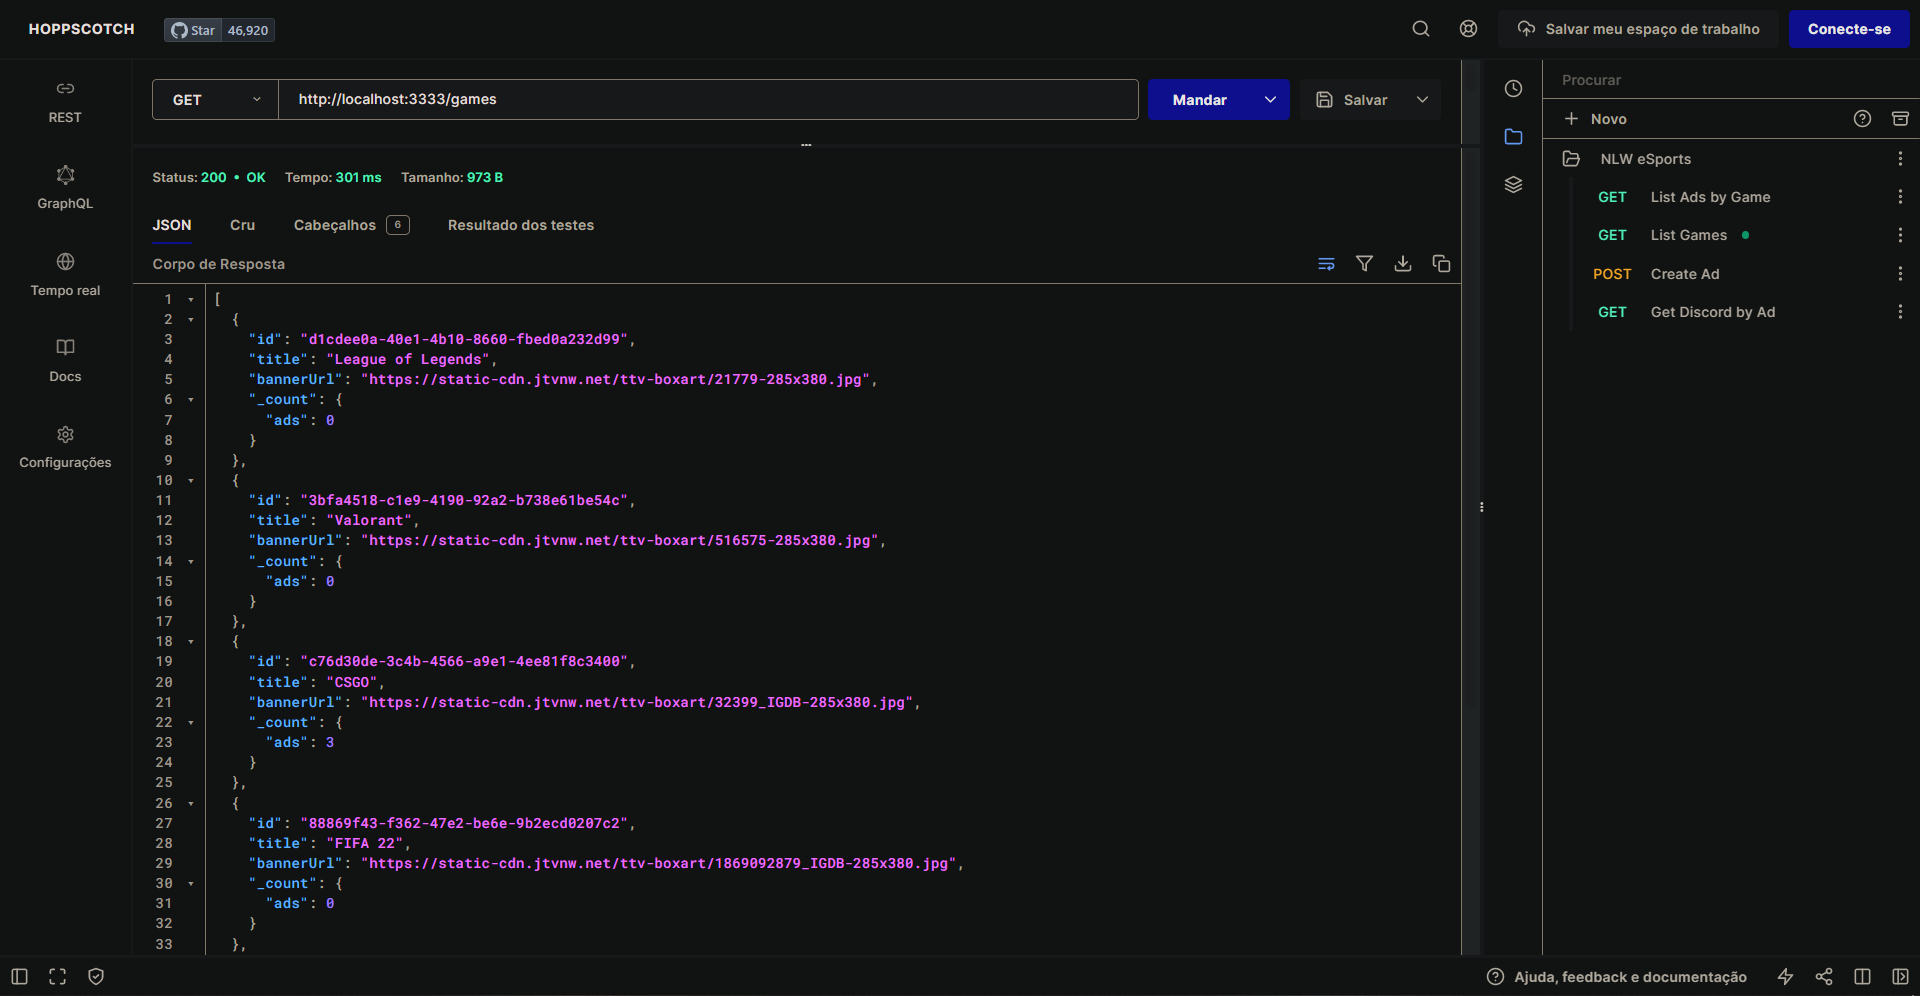 HOPPSCOTCH
Star 46,920
Salvar meu espaço de trabalho
Conecte-se
REST
GraphQL
Tempo real
Docs
Configurações
GET
http://localhost:3333/games
Mandar
Salvar
Status: 200 • OK Tempo: 301 ms Tamanho: 973 B
JSON Cru Cabeçalhos 6 Resultado dos testes
Corpo de Resposta
1 [
2 {
3 "id": "d1cdee0a-40e1-4b10-8660-fbed0a232d99",
4 "title": "League of Legends",
5 "bannerUrl": "https://static-cdn.jtvnw.net/ttv-boxart/21779-285x380.jpg",
6 "_count": {
7 "ads": 0
8 }
9 },
10 {
11 "id": "3bfa4518-c1e9-4190-92a2-b738e61be54c",
12 "title": "Valorant",
13 "bannerUrl": "https://static-cdn.jtvnw.net/ttv-boxart/516575-285x380.jpg",
14 "_count": {
15 "ads": 0
16 }
17 },
18 {
19 "id": "c76d30de-3c4b-4566-a9e1-4ee81f8c3400",
20 "title": "CSGO",
21 "bannerUrl": "https://static-cdn.jtvnw.net/ttv-boxart/32399_IGDB-285x380.jpg",
22 "_count": {
23 "ads": 3
24 }
25 },
26 {
27 "id": "88869f43-f362-47e2-be6e-9b2ecd0207c2",
28 "title": "FIFA 22",
29 "bannerUrl": "https://static-cdn.jtvnw.net/ttv-boxart/1869092879_IGDB-285x380.jpg",
30 "_count": {
31 "ads": 0
32 }
33 },
Procurar
Novo
NLW eSports
GET List Ads by Game
GET List Games
POST Create Ad
GET Get Discord by Ad
Ajuda, feedback e documentação